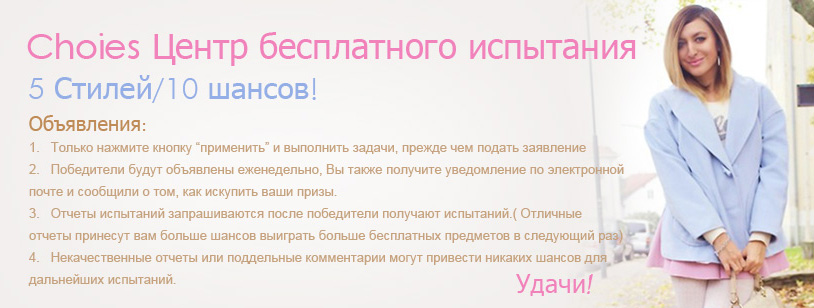 Choies Центр бесплатного испытания
5 Стилей/10 шансов!
Объявления:
1. Только нажмите кнопку “применить” и выполнить задачи, прежде чем подать заявление
2. Победители будут объявлены еженедельно, Вы также получите уведомление по электронной
почте и сообщили о том, как искупить ваши призы.
3. Отчеты испытаний запрашиваются после победители получают испытаний.( Отличные
отчеты принесут вам больше шансов выиграть больше бесплатных предметов в следующий раз)
4. Некачественные отчеты или поддельные комментарии могут привести никаких шансов для
дальнейших испытаний.
Удачи!